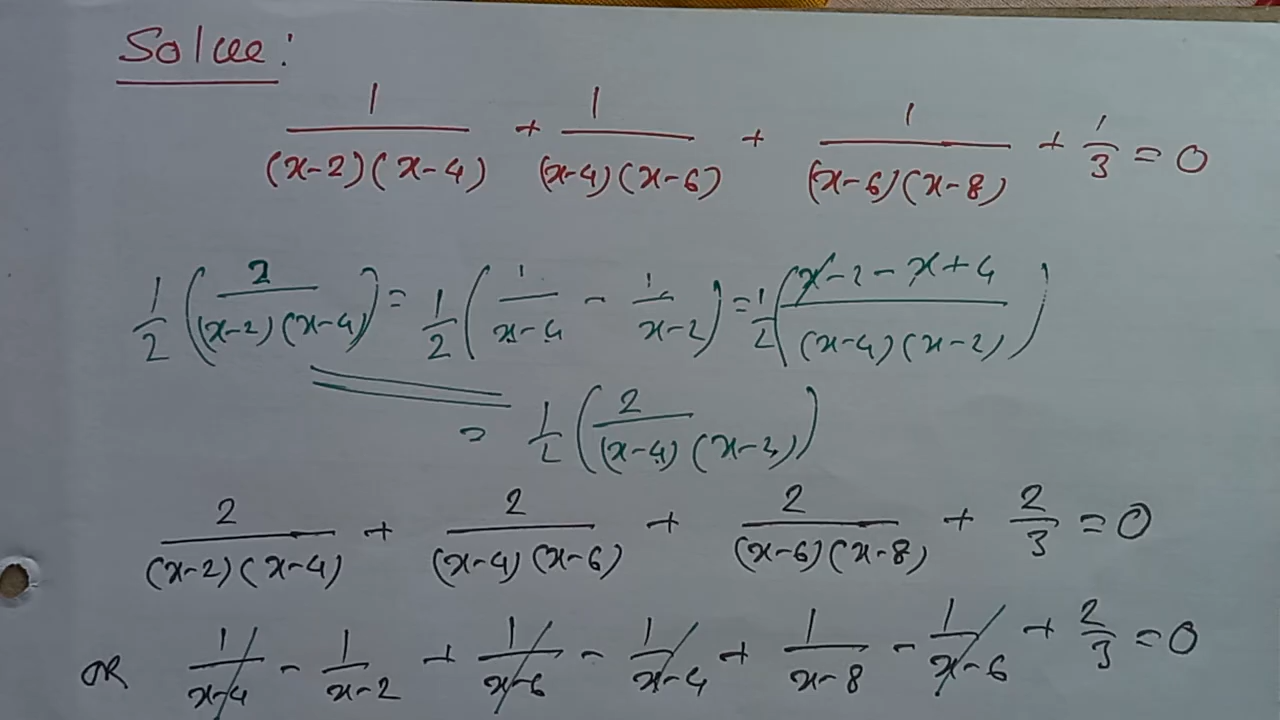 Solve:
1/((x-2)(x-4)) + 1/((x-4)(x-6)) + 1/((x-6)(x-8)) + 1/3 = 0
1/2 (2/((x-2)(x-4))) = 1/2 (1/(x-4) - 1/(x-2)) = 1/2 ((x-2-x+4)/((x-4)(x-2)))
= 1/2 (2/((x-4)(x-2)))
2/((x-2)(x-4)) + 2/((x-4)(x-6)) + 2/((x-6)(x-8)) + 2/3 = 0
OR 1/(x-4) - 1/(x-2) + 1/(x-6) - 1/(x-4) + 1/(x-8) - 1/(x-6) + 2/3 = 0